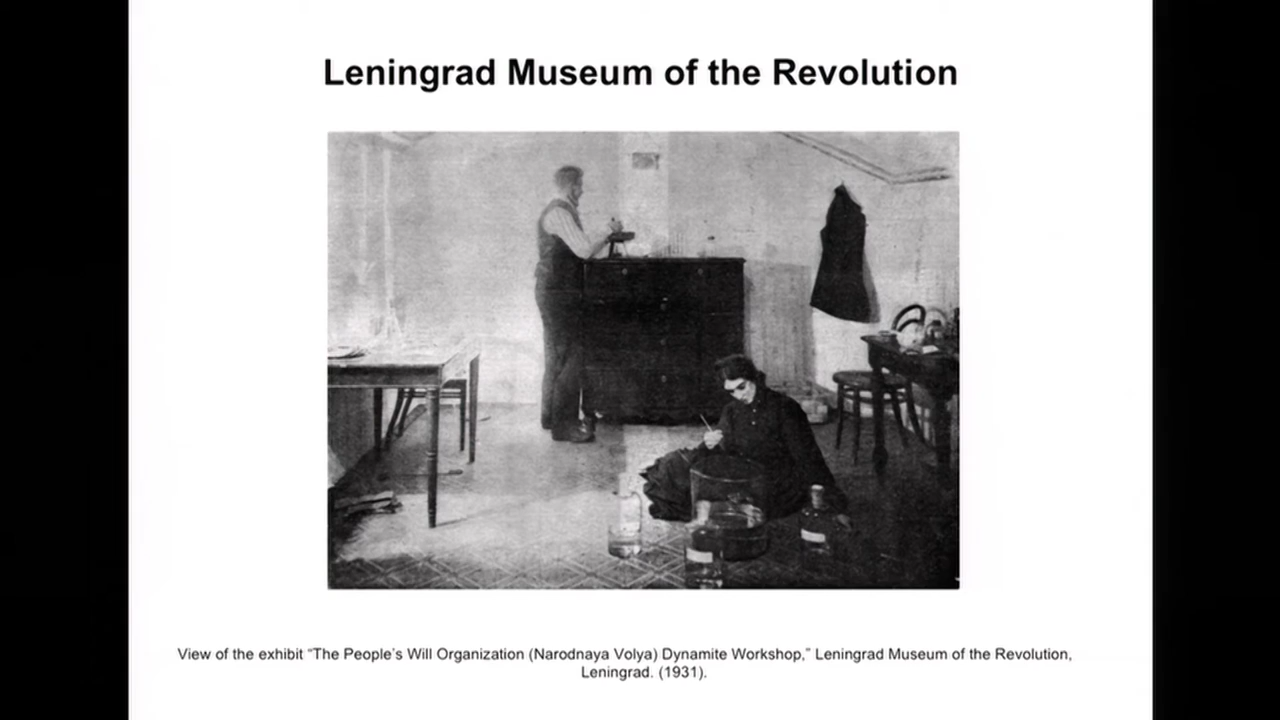 Leningrad Museum of the Revolution
View of the exhibit “The People’s Will Organization (Narodnaya Volya) Dynamite Workshop,” Leningrad Museum of the Revolution,
Leningrad. (1931).